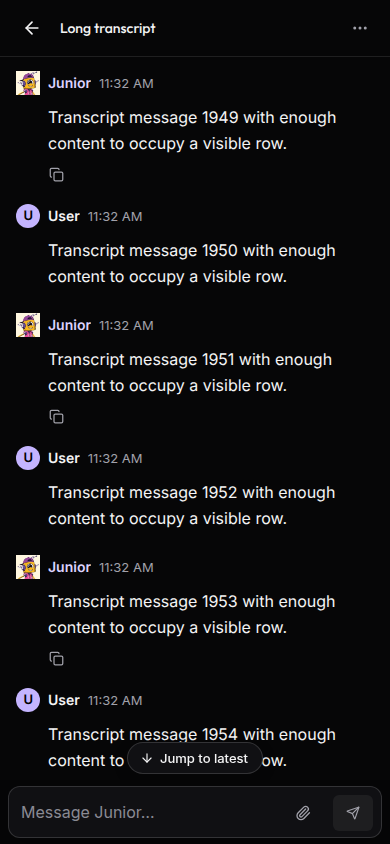 Long transcript
Junior 11:32 AM
Transcript message 1949 with enough
content to occupy a visible row.
U User 11:32 AM
Transcript message 1950 with enough
content to occupy a visible row.
Junior 11:32 AM
Transcript message 1951 with enough
content to occupy a visible row.
U User 11:32 AM
Transcript message 1952 with enough
content to occupy a visible row.
Junior 11:32 AM
Transcript message 1953 with enough
content to occupy a visible row.
U User 11:32 AM
Transcript message 1954 with enough
content to ow.
Jump to latest
Message Junior...